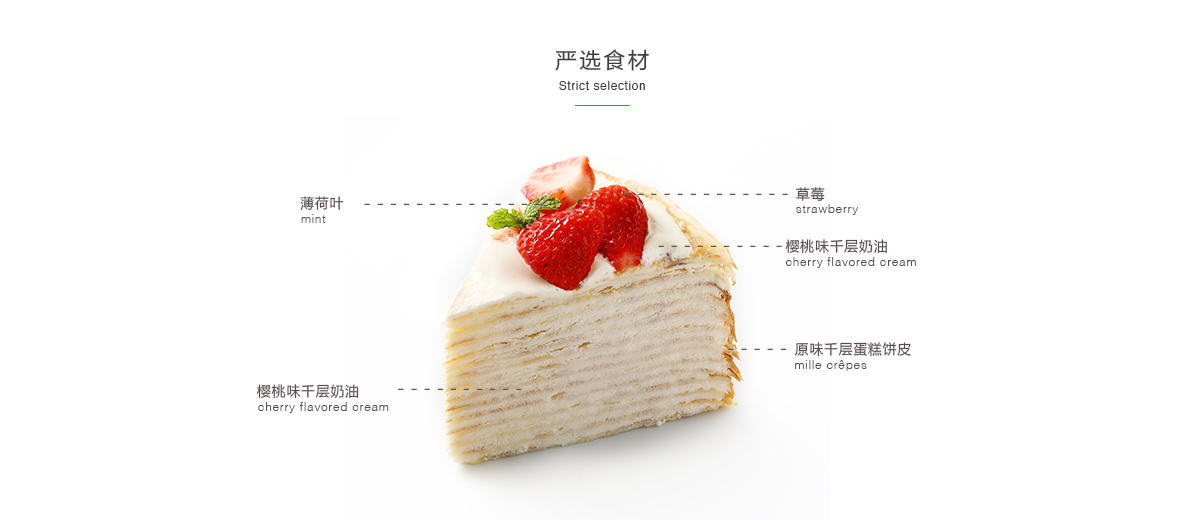 严选食材
Strict selection
薄荷叶
mint
草莓
strawberry
樱桃味千层奶油
cherry flavored cream
原味千层蛋糕饼皮
mille crêpes
樱桃味千层奶油
cherry flavored cream